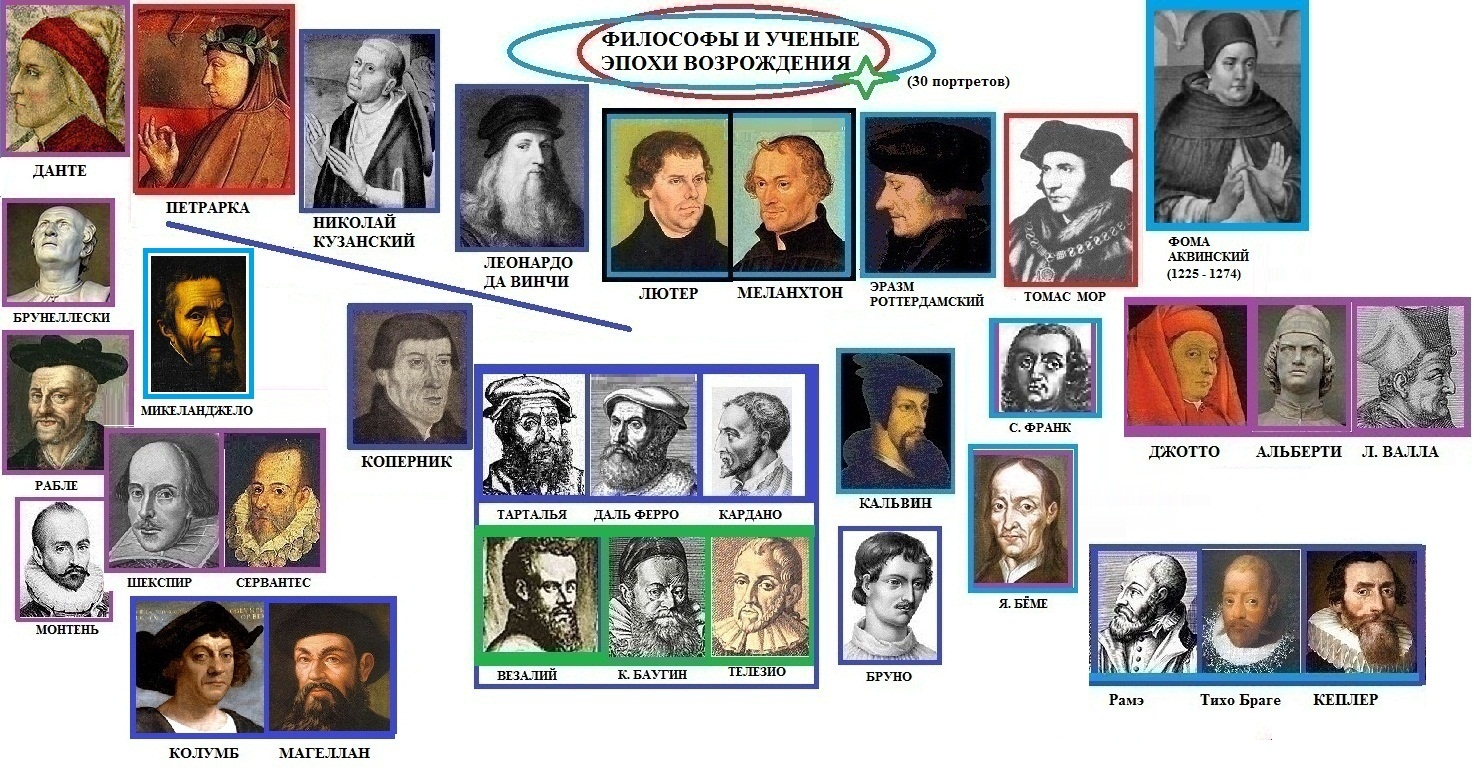 ФИЛОСОФЫ И УЧЕНЫЕ
ЭПОХИ ВОЗРОЖДЕНИЯ
(30 портретов)
ДАНТЕ
ПЕТРАРКА
НИКОЛАЙ
КУЗАНСКИЙ
ЛЕОНАРДО
ДА ВИНЧИ
ЛЮТЕР
МЕЛАНХТОН
ЭРАЗМ
РОТТЕРДАМСКИЙ
ТОМАС МОР
ФОМА
АКВИНСКИЙ
(1225 - 1274)
БРУНЕЛЛЕСКИ
МИКЕЛАНДЖЕЛО
КОПЕРНИК
С. ФРАНК
ДЖОТТО
АЛЬБЕРТИ
Л. ВАЛЛА
РАБЛЕ
ТАРТАЛЬЯ
ДАЛЬ ФЕРРО
КАРДАНО
КАЛЬВИН
ШЕКСПИР
СЕРВАНТЕС
Я. БЁМЕ
МОНТЕНЬ
ВЕЗАЛИЙ
К. БАУГИН
ТЕЛЕЗИО
БРУНО
Рамэ
Тихо Браге
КЕПЛЕР
КОЛУМБ
МАГЕЛЛАН